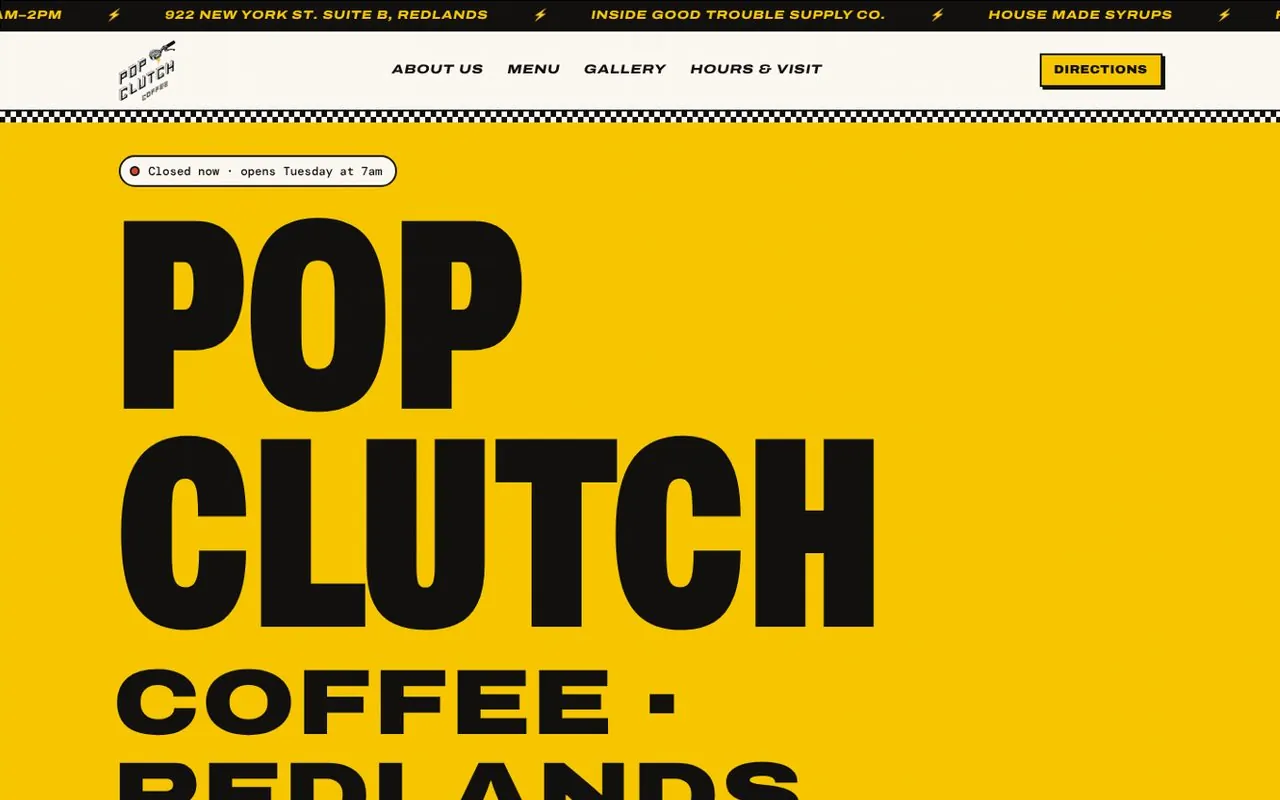 AM–2PM ⚡ 922 NEW YORK ST. SUITE B, REDLANDS ⚡ INSIDE GOOD TROUBLE SUPPLY CO. ⚡ HOUSE MADE SYRUPS ⚡
POP
CLUTCH
COFFEE
ABOUT US MENU GALLERY HOURS & VISIT
DIRECTIONS
Closed now · opens Tuesday at 7am
POP
CLUTCH
COFFEE ·
REDLANDS